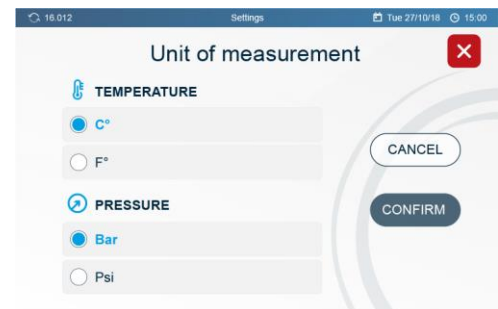 16.012 Settings Tue 27/10/18 15:00
Unit of measurement
TEMPERATURE
C°
F°
CANCEL
PRESSURE
CONFIRM
Bar
Psi